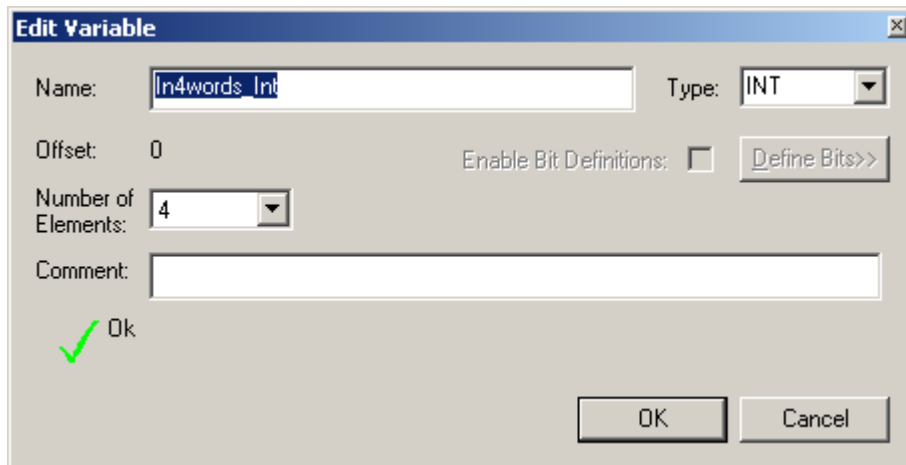 Edit Variable
Name: In4words_Int Type: INT
Offset: 0 Enable Bit Definitions: Define Bits>>
Number of
Elements: 4
Comment:
Ok
OK Cancel